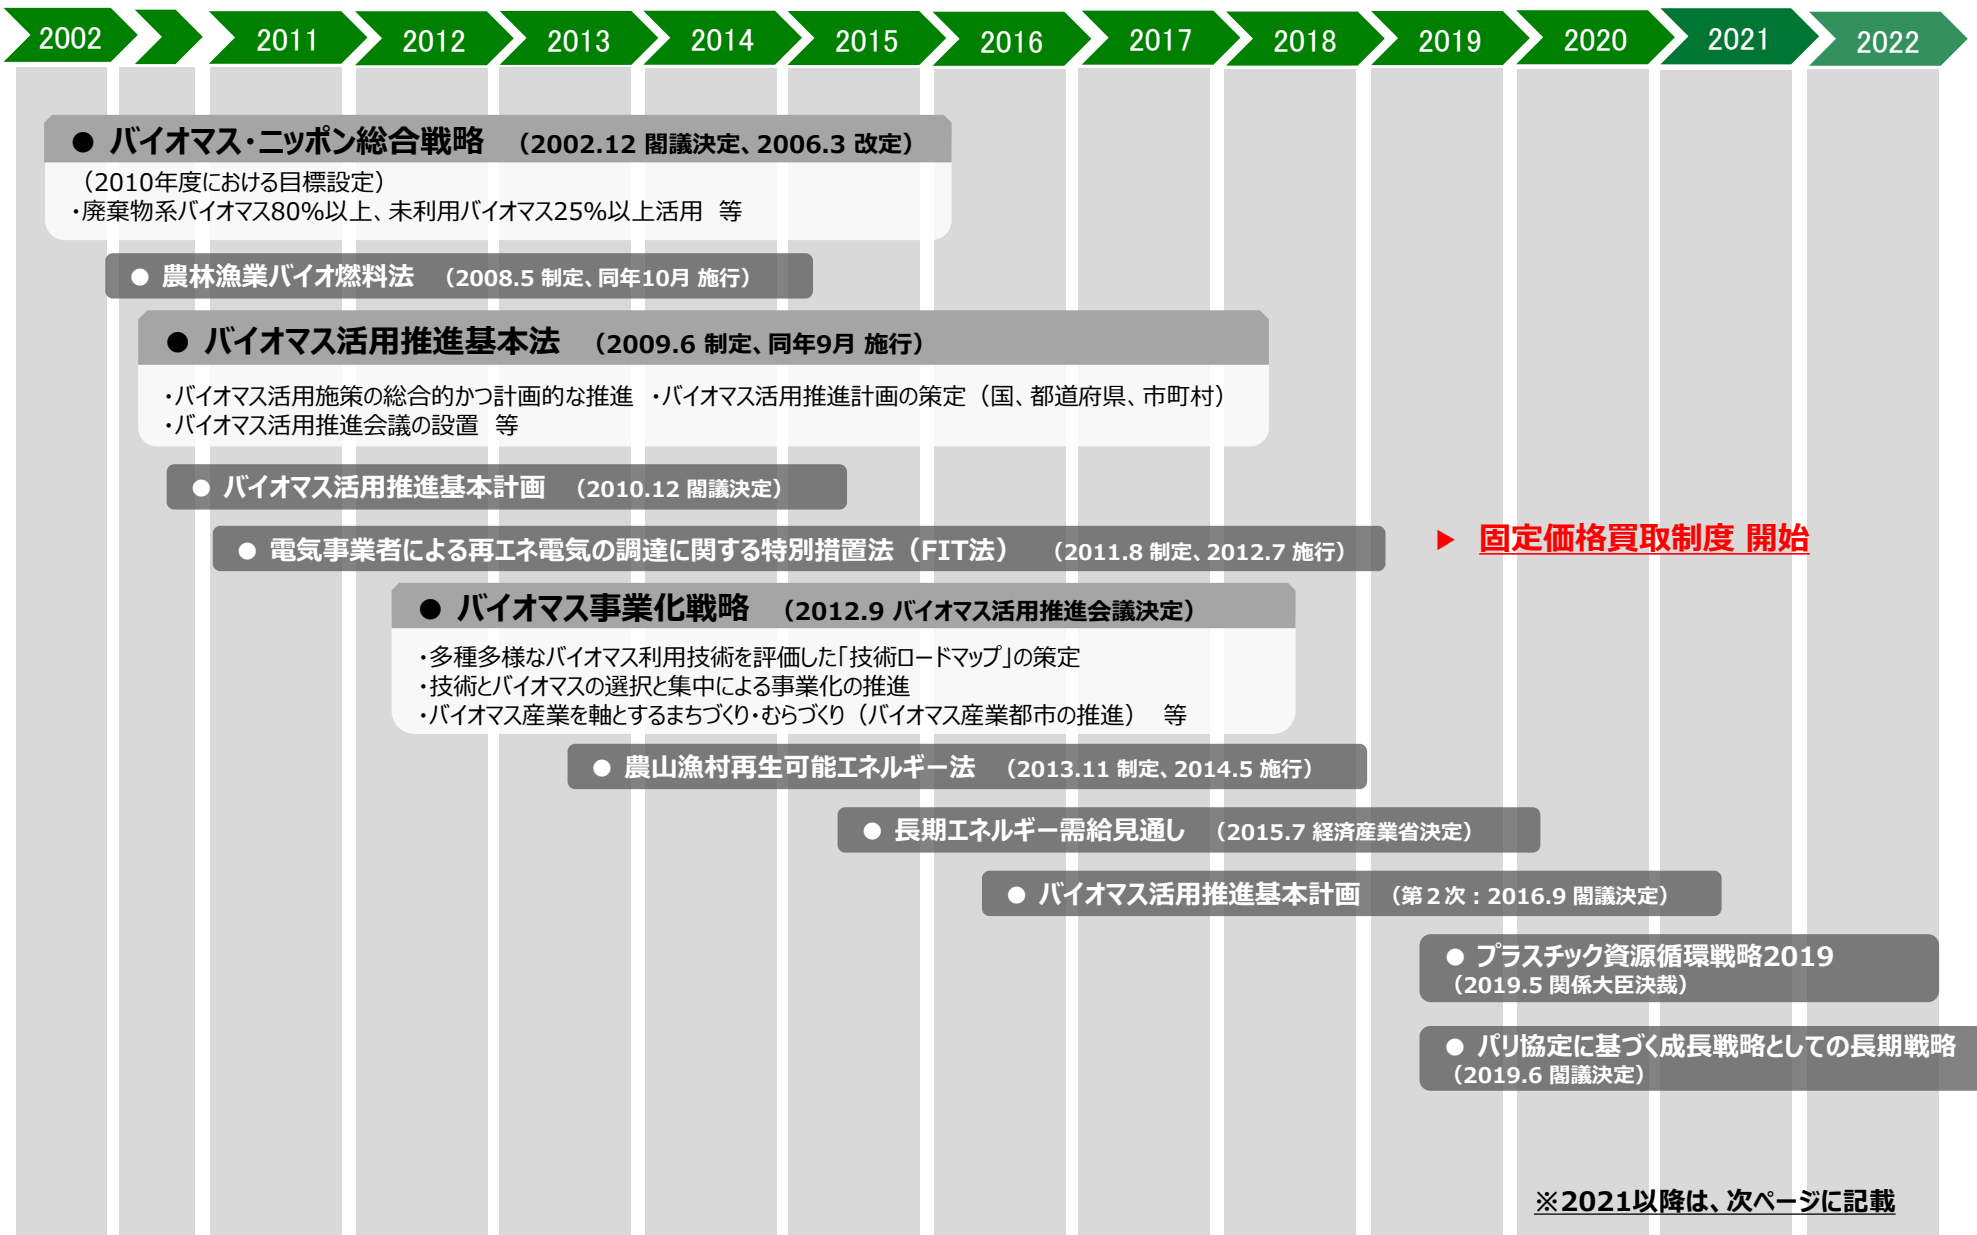 2002 2011 2012 2013 2014 2015 2016 2017 2018 2019 2020 2021 2022
● バイオマス・ニッポン総合戦略 （2002.12 閣議決定、2006.3 改定）
（2010年度における目標設定）
・廃棄物系バイオマス80%以上、未利用バイオマス25%以上活用 等
● 農林漁業バイオ燃料法 （2008.5 制定、同年10月 施行）
● バイオマス活用推進基本法 （2009.6 制定、同年9月 施行）
・バイオマス活用施策の総合的かつ計画的な推進 ・バイオマス活用推進計画の策定（国、都道府県、市町村）
・バイオマス活用推進会議の設置 等
● バイオマス活用推進基本計画 （2010.12 閣議決定）
● 電気事業者による再エネ電気の調達に関する特別措置法（FIT法） （2011.8 制定、2012.7 施行）
▶ 固定価格買取制度 開始
● バイオマス事業化戦略 （2012.9 バイオマス活用推進会議決定）
・多種多様なバイオマス利用技術を評価した「技術ロードマップ」の策定
・技術とバイオマスの選択と集中による事業化の推進
・バイオマス産業を軸とするまちづくり・むらづくり（バイオマス産業都市の推進） 等
● 農山漁村再生可能エネルギー法 （2013.11 制定、2014.5 施行）
● 長期エネルギー需給見通し （2015.7 経済産業省決定）
● バイオマス活用推進基本計画 （第２次：2016.9 閣議決定）
● プラスチック資源循環戦略2019
（2019.5 関係大臣決裁）
● パリ協定に基づく成長戦略としての長期戦略
（2019.6 閣議決定）
※2021以降は、次ページに記載